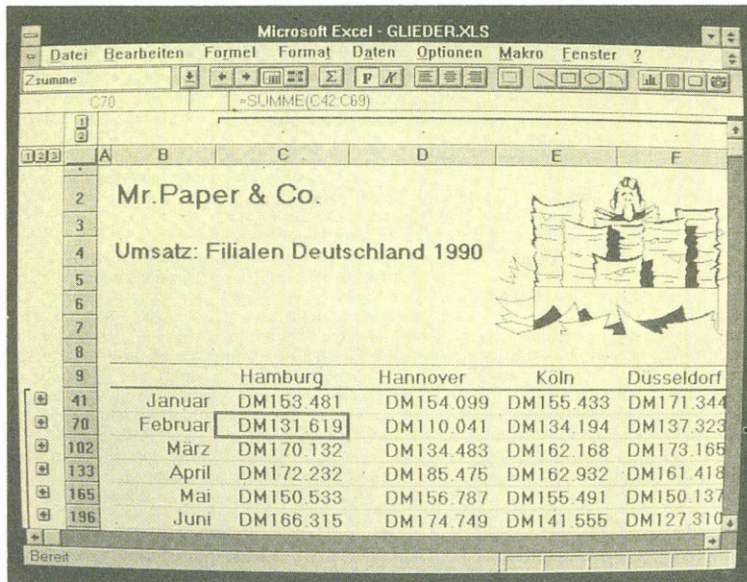 Microsoft Excel - GLIEDER.XLS
Datei Bearbeiten Formel Format Daten Optionen Makro Fenster ?
Zsumme Σ F K
C70 =SUMME(C42:C69)
1
2
1 2 3 A B C D E F
2 Mr.Paper & Co.
3
4 Umsatz: Filialen Deutschland 1990
5
6
7
8
9 Hamburg Hannover Köln Düsseldorf
41 Januar DM153.481 DM154.099 DM155.433 DM171.344
70 Februar DM131.619 DM110.041 DM134.194 DM137.323
102 März DM170.132 DM134.483 DM162.168 DM173.165
133 April DM172.232 DM185.475 DM162.932 DM161.418
165 Mai DM150.533 DM156.787 DM155.491 DM150.137
196 Juni DM166.315 DM174.749 DM141.555 DM127.310
Bereit